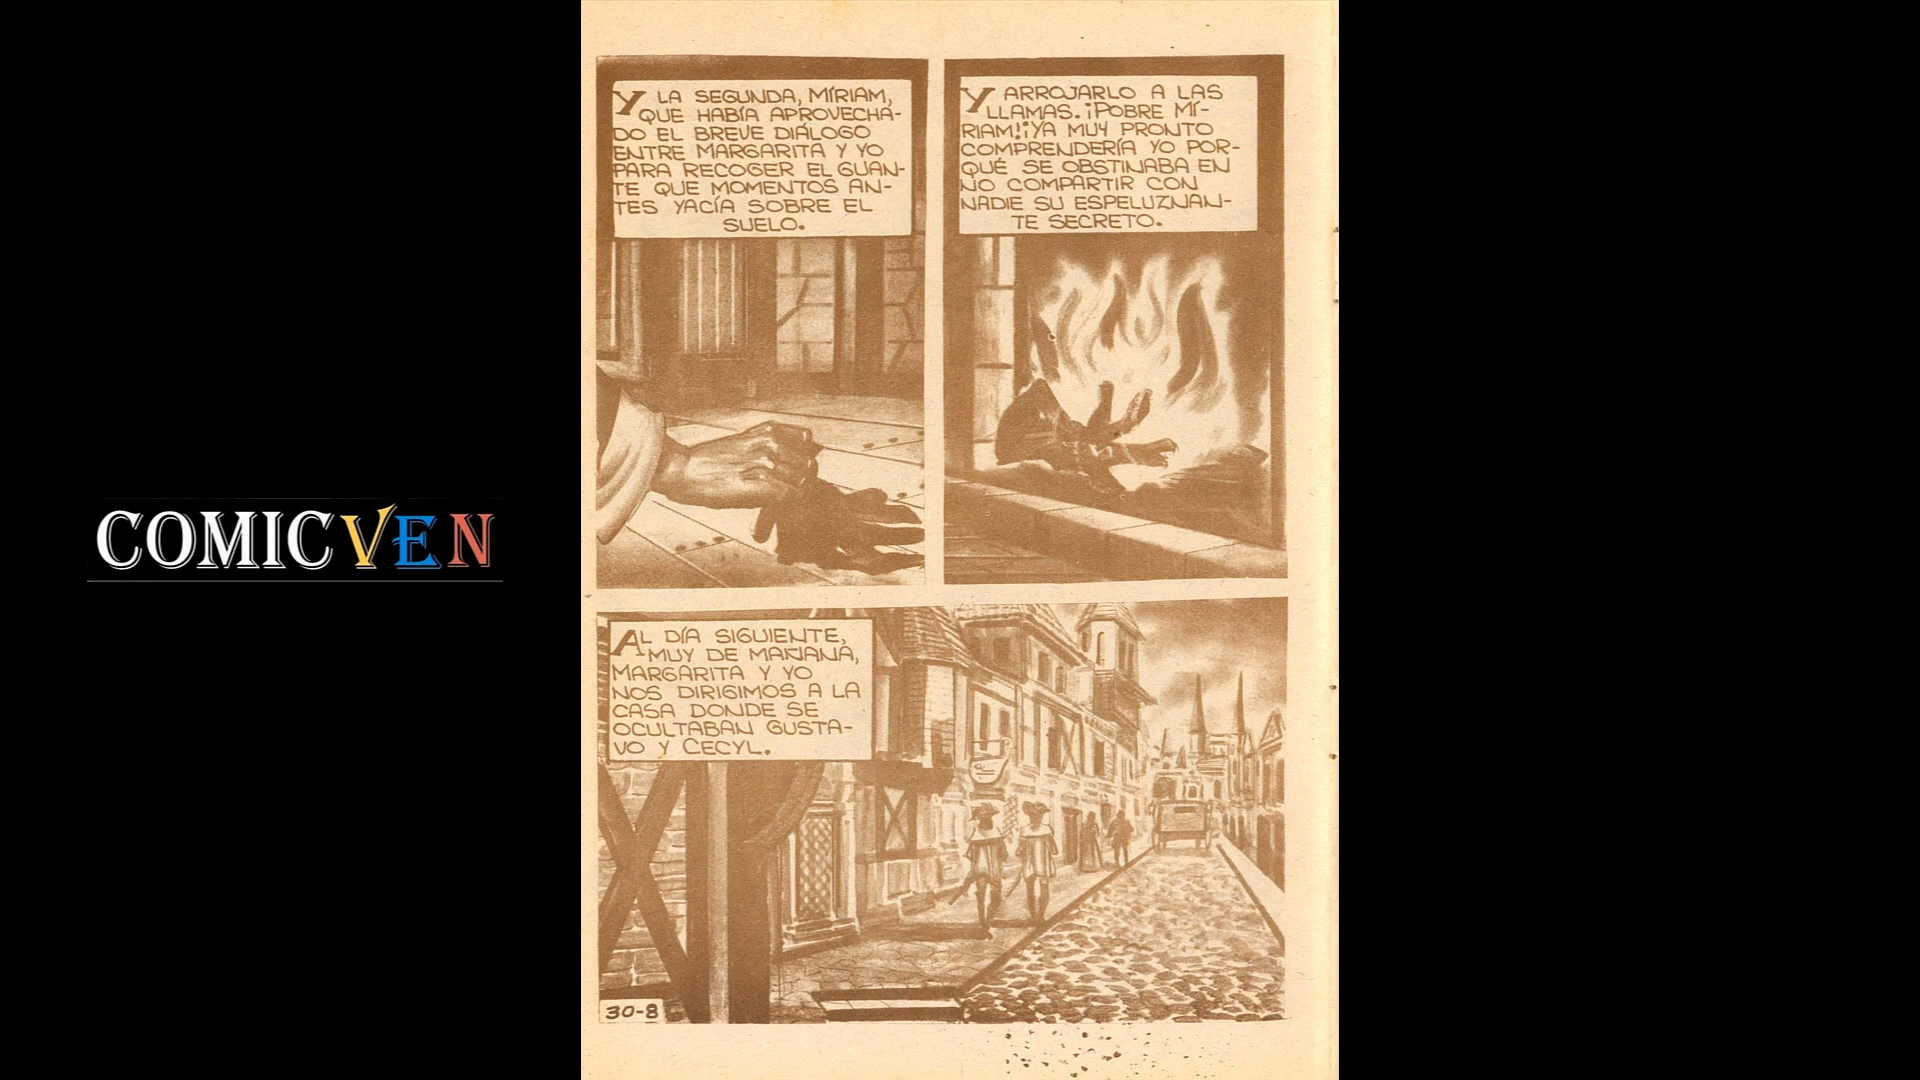 Y LA SEGUNDA, MÍRIAM,
QUE HABÍA APROVECHA-
DO EL BREVE DIÁLOGO
ENTRE MARGARITA Y YO
PARA RECOGER EL GUAN-
TE QUE MOMENTOS AN-
TES YACÍA SOBRE EL
SUELO.
Y ARROJARLO A LAS
LLAMAS. ¡POBRE MÍ-
RIAM! ¡YA MUY PRONTO
COMPRENDERÍA YO POR-
QUÉ SE OBSTINABA EN
NO COMPARTIR CON
NADIE SU ESPELUZNAN-
TE SECRETO.
AL DÍA SIGUIENTE,
MUY DE MAÑANA,
MARGARITA Y YO
NOS DIRIGIMOS A LA
CASA DONDE SE
OCULTABAN GUSTA-
VO Y CECYL.
30-8
COMICVEN